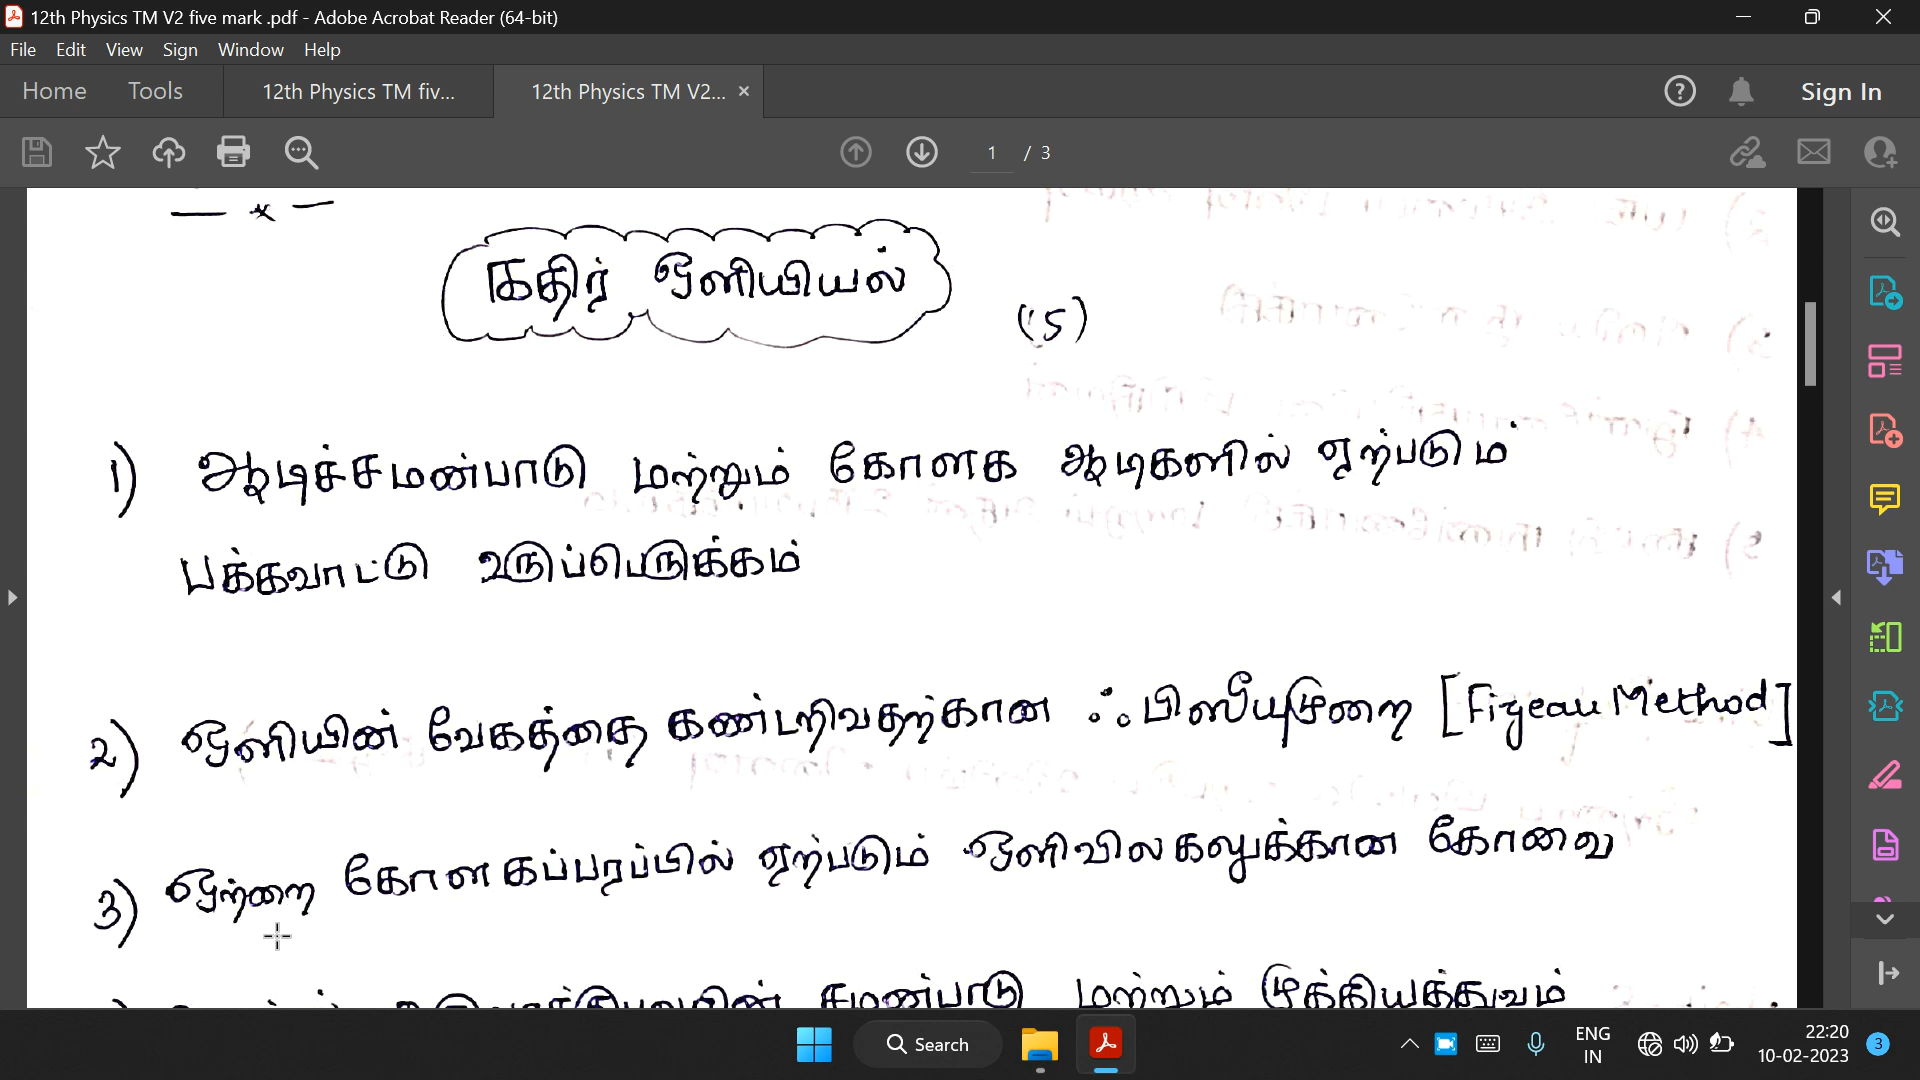 12th Physics TM V2 five mark .pdf - Adobe Acrobat Reader (64-bit)
File Edit View Sign Window Help
Home Tools 12th Physics TM fiv... 12th Physics TM V2... × Sign In
1 / 3
கதிர் ஒளியியல்
(5)
1) ஆடிச்சமன்பாடு மற்றும் கோளக ஆடிகளில் ஏற்படும்
பக்கவாட்டு உருப்பெருக்கம்
2) ஒளியின் வேகத்தை கண்டறிவதற்கான ஃபிஸீயுமுறை [Fizeau Method]
3) ஒற்றை கோளகப்பரப்பில் ஏற்படும் ஒளிவிலகலுக்கான கோவை
சமன்பாடு மற்றும் முக்கியத்துவம்
Search
ENG
IN
22:20
10-02-2023
3